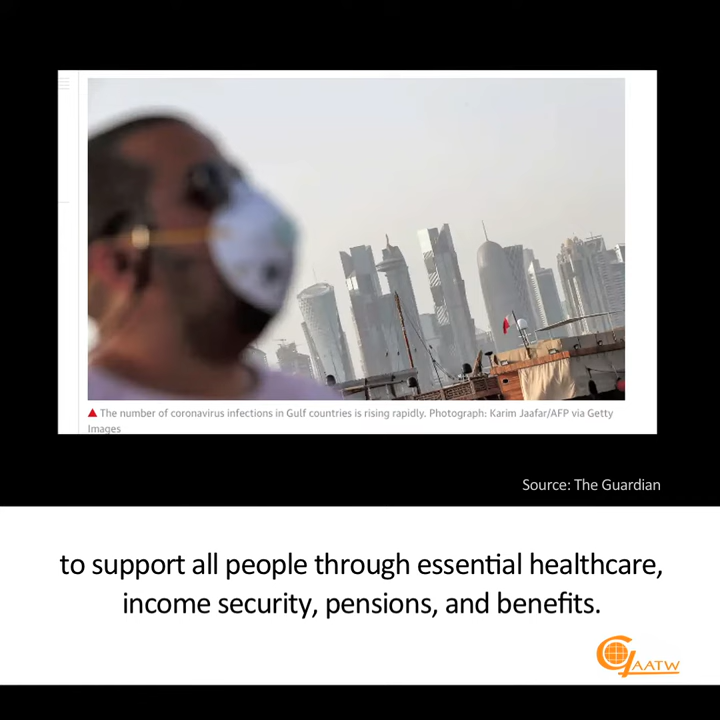 ▲ The number of coronavirus infections in Gulf countries is rising rapidly. Photograph: Karim Jaafar/AFP via Getty
Images
Source: The Guardian
to support all people through essential healthcare,
income security, pensions, and benefits.
GAATW